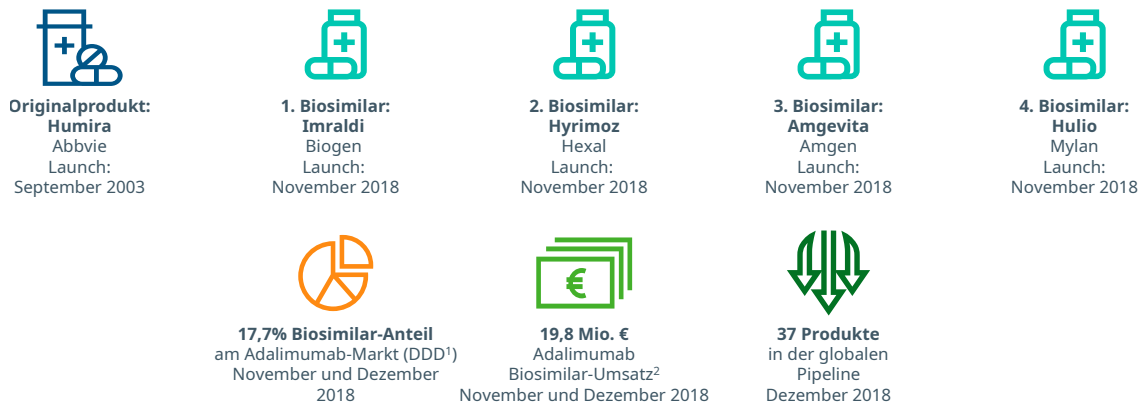 Originalprodukt:
Humira
Abbvie
Launch:
September 2003
1. Biosimilar:
Imraldi
Biogen
Launch:
November 2018
2. Biosimilar:
Hyrimoz
Hexal
Launch:
November 2018
3. Biosimilar:
Amgevita
Amgen
Launch:
November 2018
4. Biosimilar:
Hulio
Mylan
Launch:
November 2018
€
17,7% Biosimilar-Anteil
am Adalimumab-Markt (DDD¹)
November und Dezember
2018
19,8 Mio. €
Adalimumab
Biosimilar-Umsatz²
November und Dezember 2018
37 Produkte
in der globalen
Pipeline
Dezember 2018